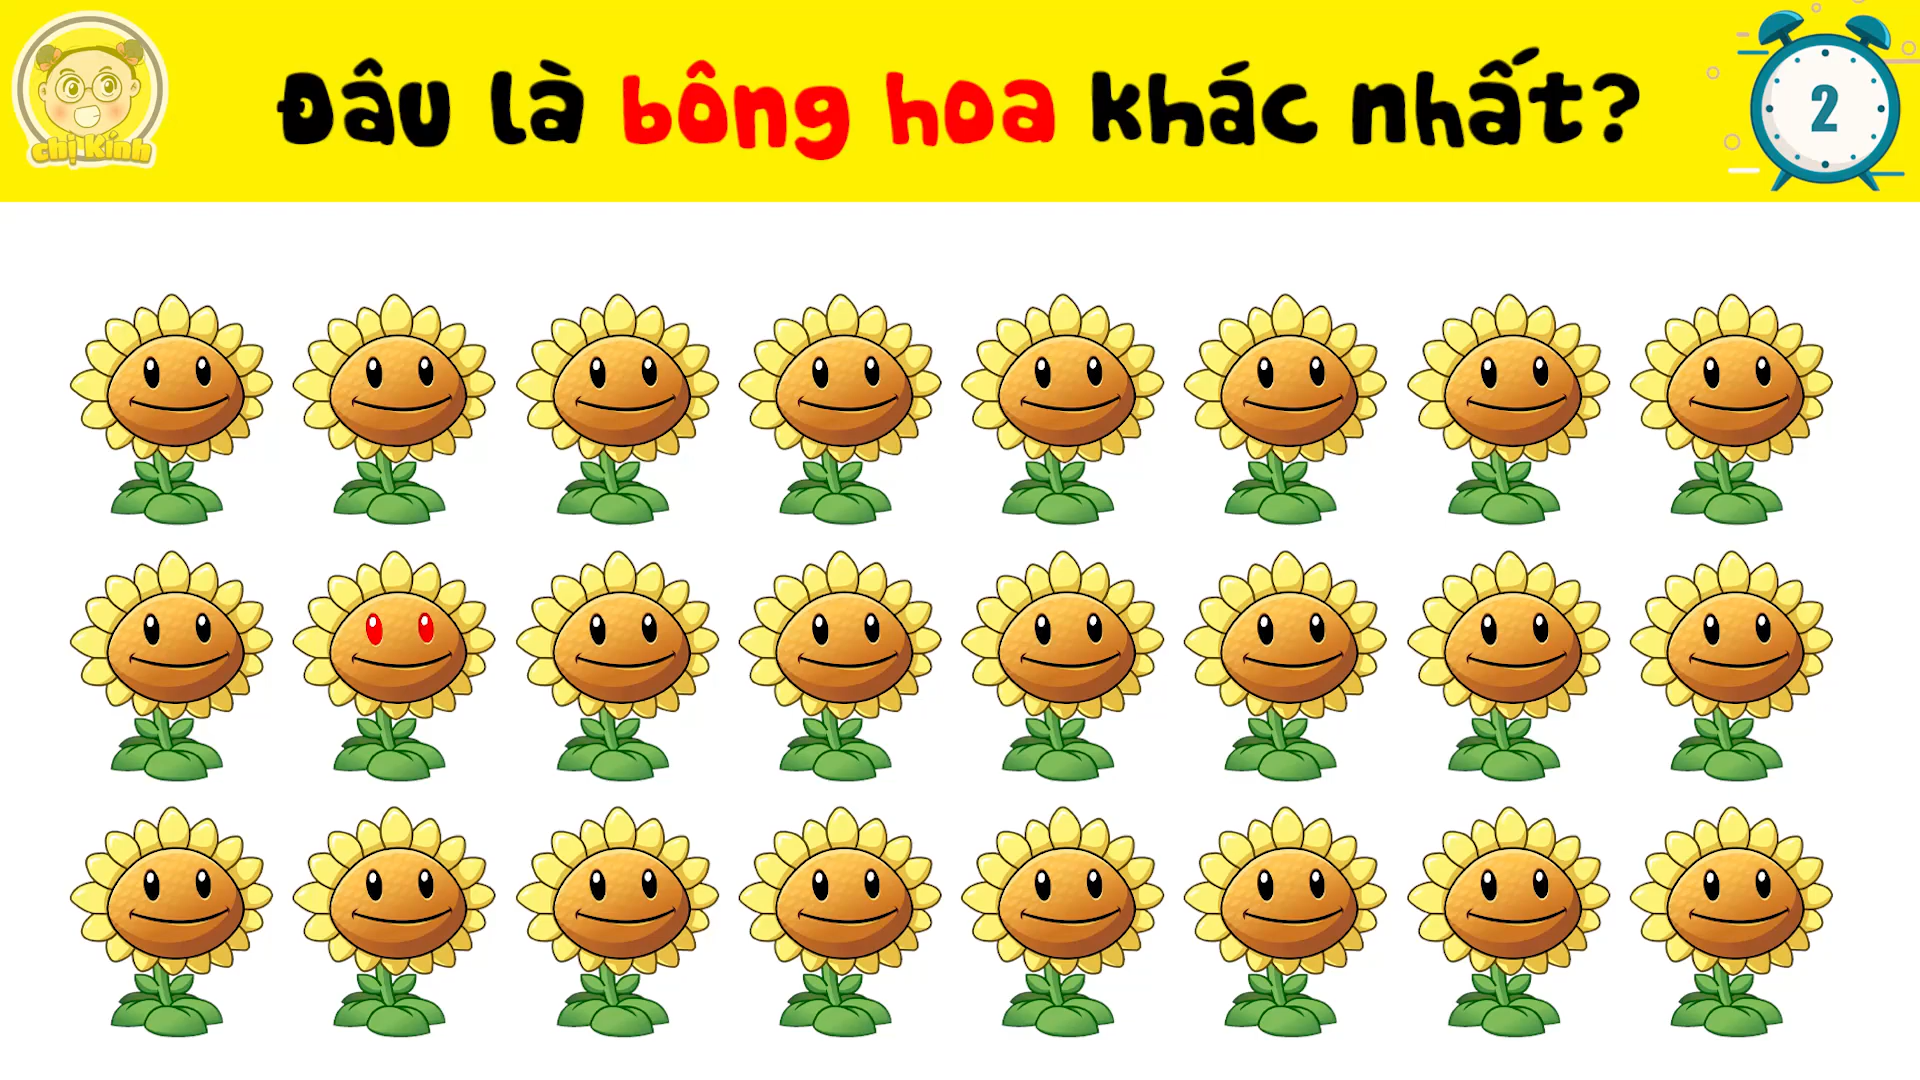 Đâu là bông hoa khác nhất?
2
chị Kính